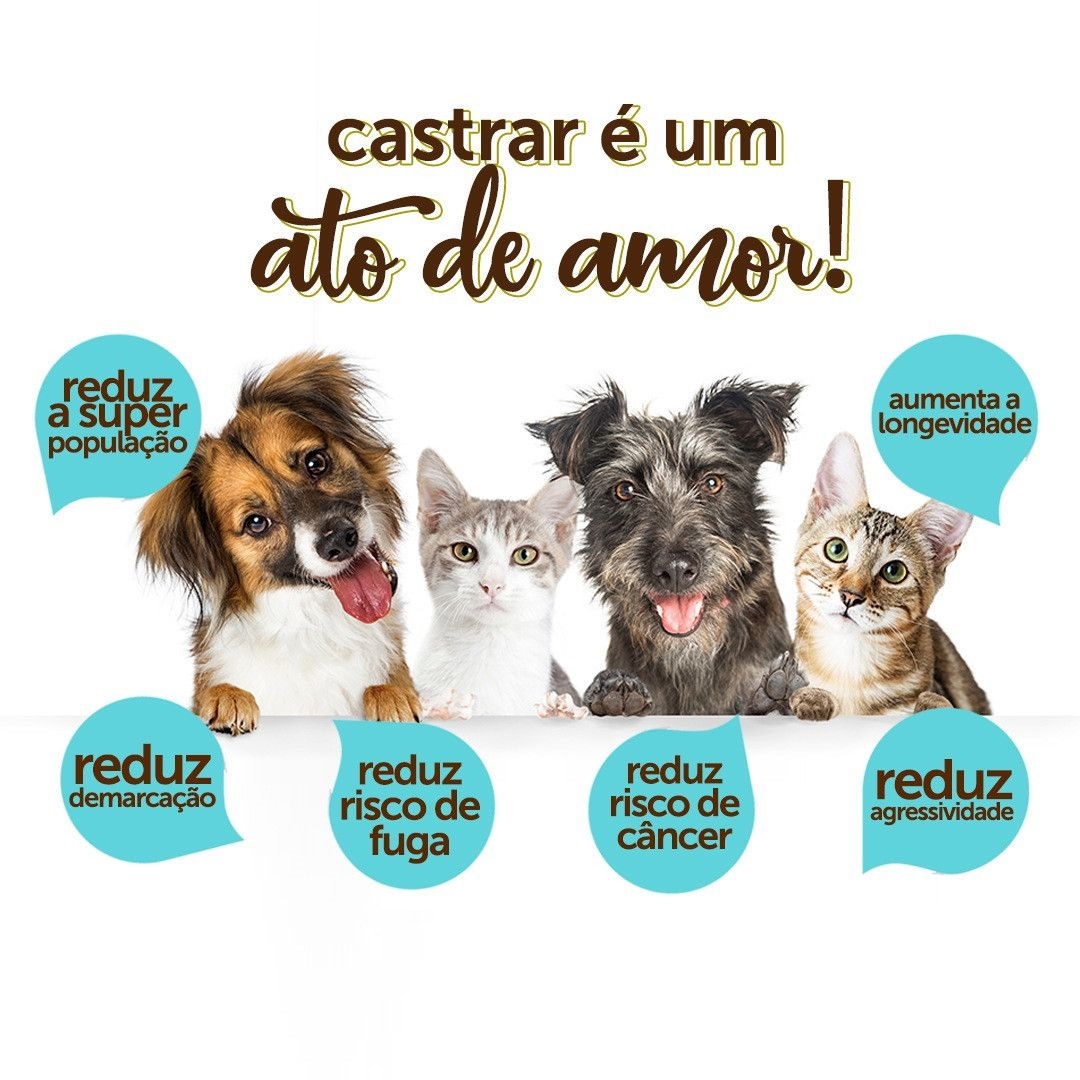 castrar é um
ato de amor!
reduz
a super
população
aumenta a
longevidade
reduz
demarcação
reduz
risco de
fuga
reduz
risco de
câncer
reduz
agressividade